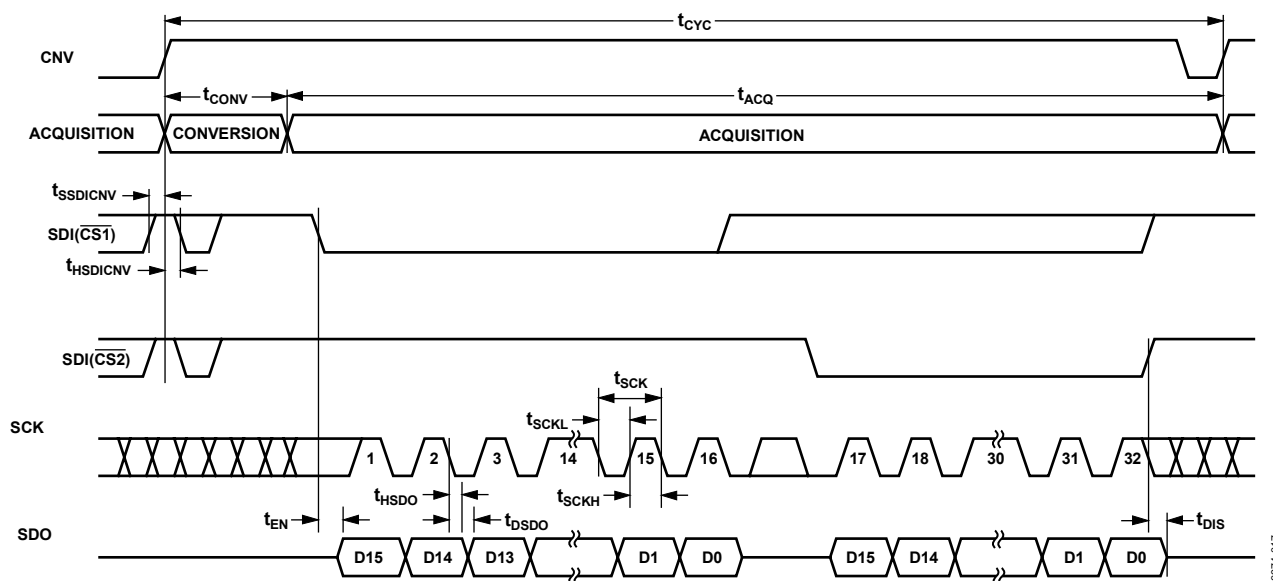 tCYC
CNV
tCONV
tACQ
ACQUISITION CONVERSION ACQUISITION
tSSDICNV
SDI(CS1)
tHSDICNV
SDI(CS2)
tSCK
tSCKL
SCK
1 2 3 14 15 16 17 18 30 31 32
tHSDO
tSCKH
tEN
tDSDO
tDIS
SDO
D15 D14 D13 D1 D0 D15 D14 D1 D0